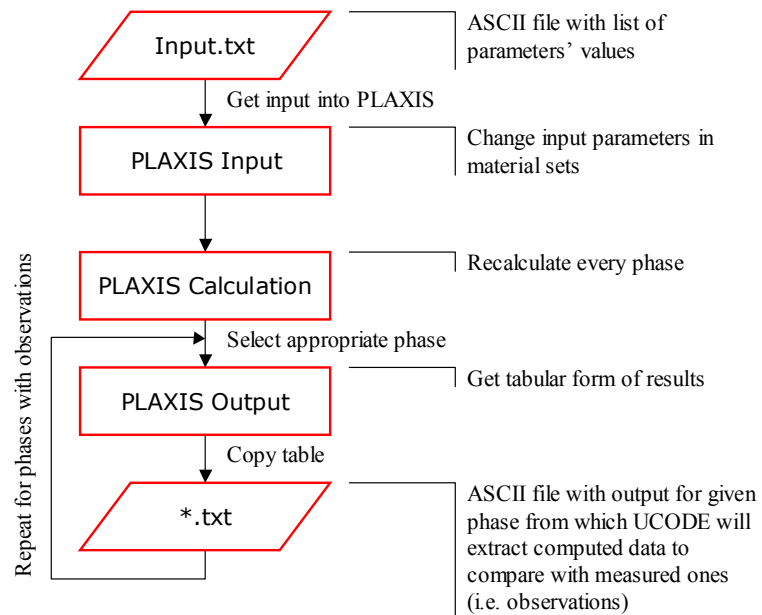 Input.txt
ASCII file with list of
parameters’ values
Get input into PLAXIS
PLAXIS Input
Change input parameters in
material sets
PLAXIS Calculation
Recalculate every phase
Select appropriate phase
PLAXIS Output
Get tabular form of results
Copy table
*.txt
ASCII file with output for given
phase from which UCODE will
extract computed data to
compare with measured ones
(i.e. observations)
Repeat for phases with observations